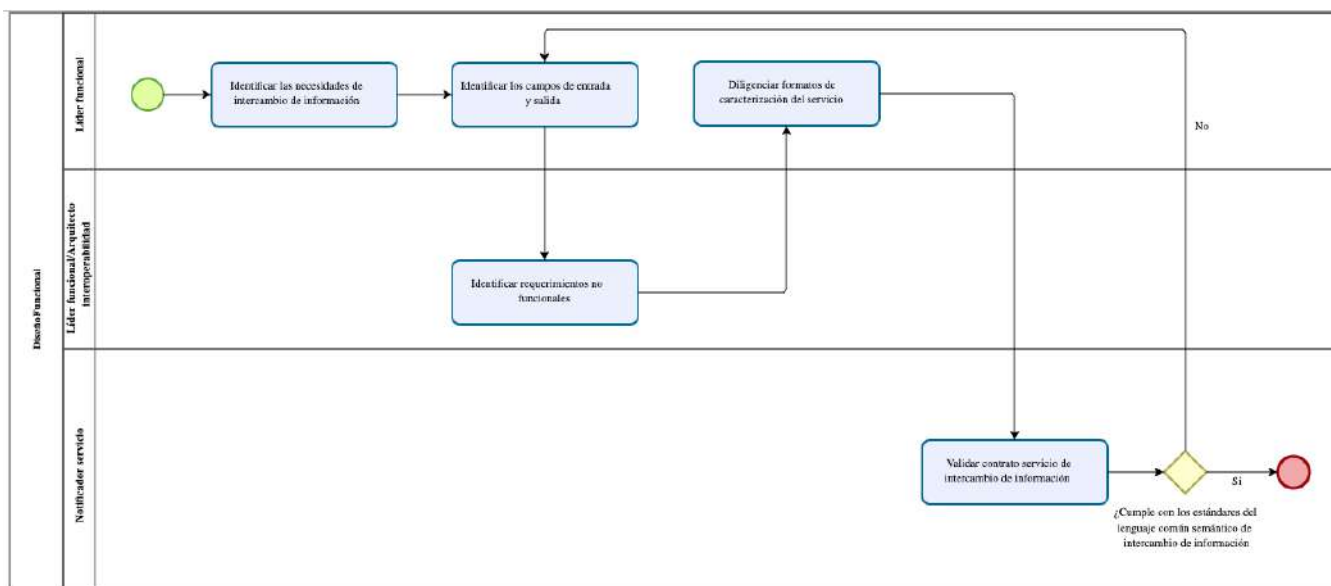 DiseñoFuncional
Líder funcional
Identificar las necesidades de
intercambio de información
Identificar los campos de entrada
y salida
Diligenciar formatos de
caracterización del servicio
No
Líder funcional/Arquitecto
interoperabilidad
Identificar requerimientos no
funcionales
Notificador servicio
Validar contrato servicio de
intercambio de información
Si
¿Cumple con los estándares del
lenguaje común semántico de
intercambio de información